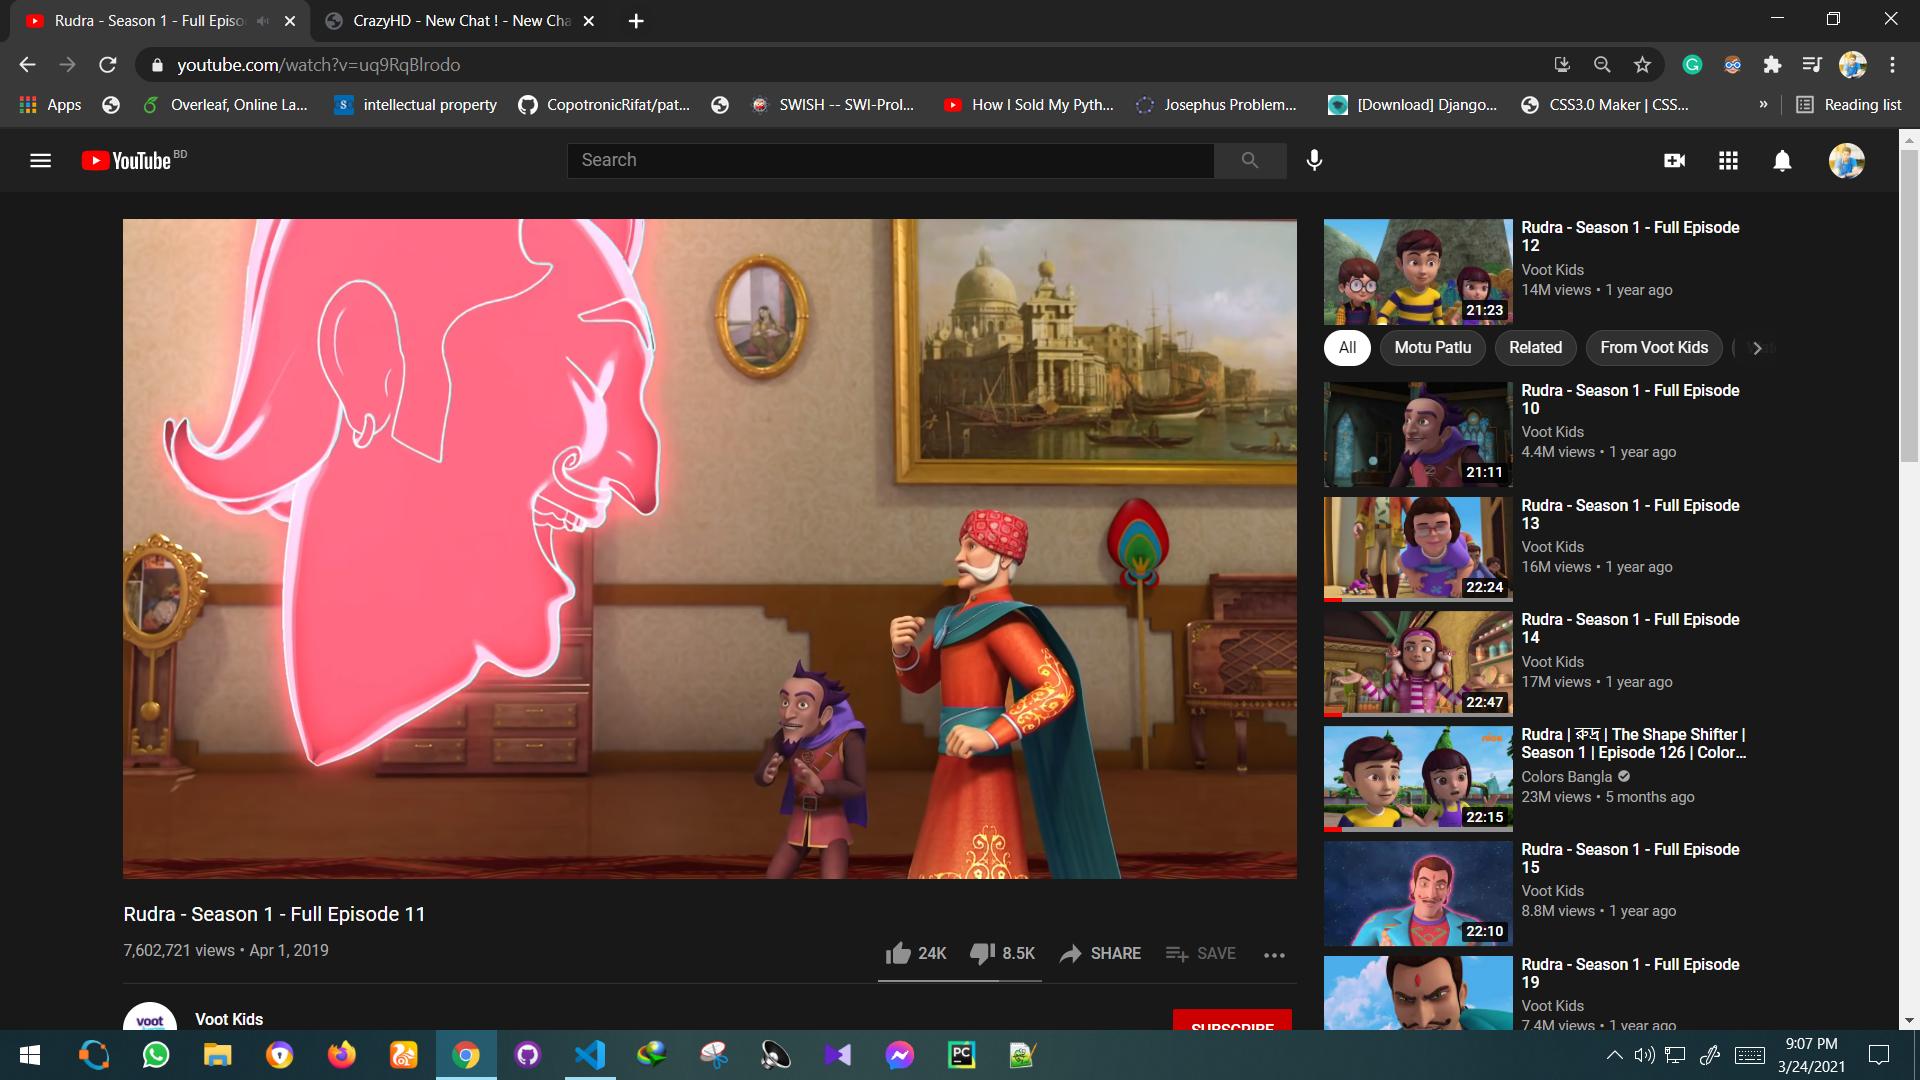 Rudra - Season 1 - Full Episo
CrazyHD - New Chat ! - New Cha
youtube.com/watch?v=uq9RqBlrodo
Apps
Overleaf, Online La...
intellectual property
CopotronicRifat/pat...
SWISH -- SWI-Prol...
How I Sold My Pyth...
Josephus Problem...
[Download] Django...
CSS3.0 Maker | CSS...
»
Reading list
YouTube BD
Search
Rudra - Season 1 - Full Episode
12
Voot Kids
14M views • 1 year ago
21:23
All
Motu Patlu
Related
From Voot Kids
Rudra - Season 1 - Full Episode
10
Voot Kids
4.4M views • 1 year ago
21:11
Rudra - Season 1 - Full Episode
13
Voot Kids
16M views • 1 year ago
22:24
Rudra - Season 1 - Full Episode
14
Voot Kids
17M views • 1 year ago
22:47
Rudra | রুদ্র | The Shape Shifter |
Season 1 | Episode 126 | Color...
Colors Bangla
23M views • 5 months ago
22:15
Rudra - Season 1 - Full Episode
15
Voot Kids
8.8M views • 1 year ago
22:10
Rudra - Season 1 - Full Episode
19
Voot Kids
7.4M views • 1 year ago
Rudra - Season 1 - Full Episode 11
7,602,721 views • Apr 1, 2019
24K
8.5K
SHARE
SAVE
voot
Voot Kids
SUBSCRIBE
PC
9:07 PM
3/24/2021